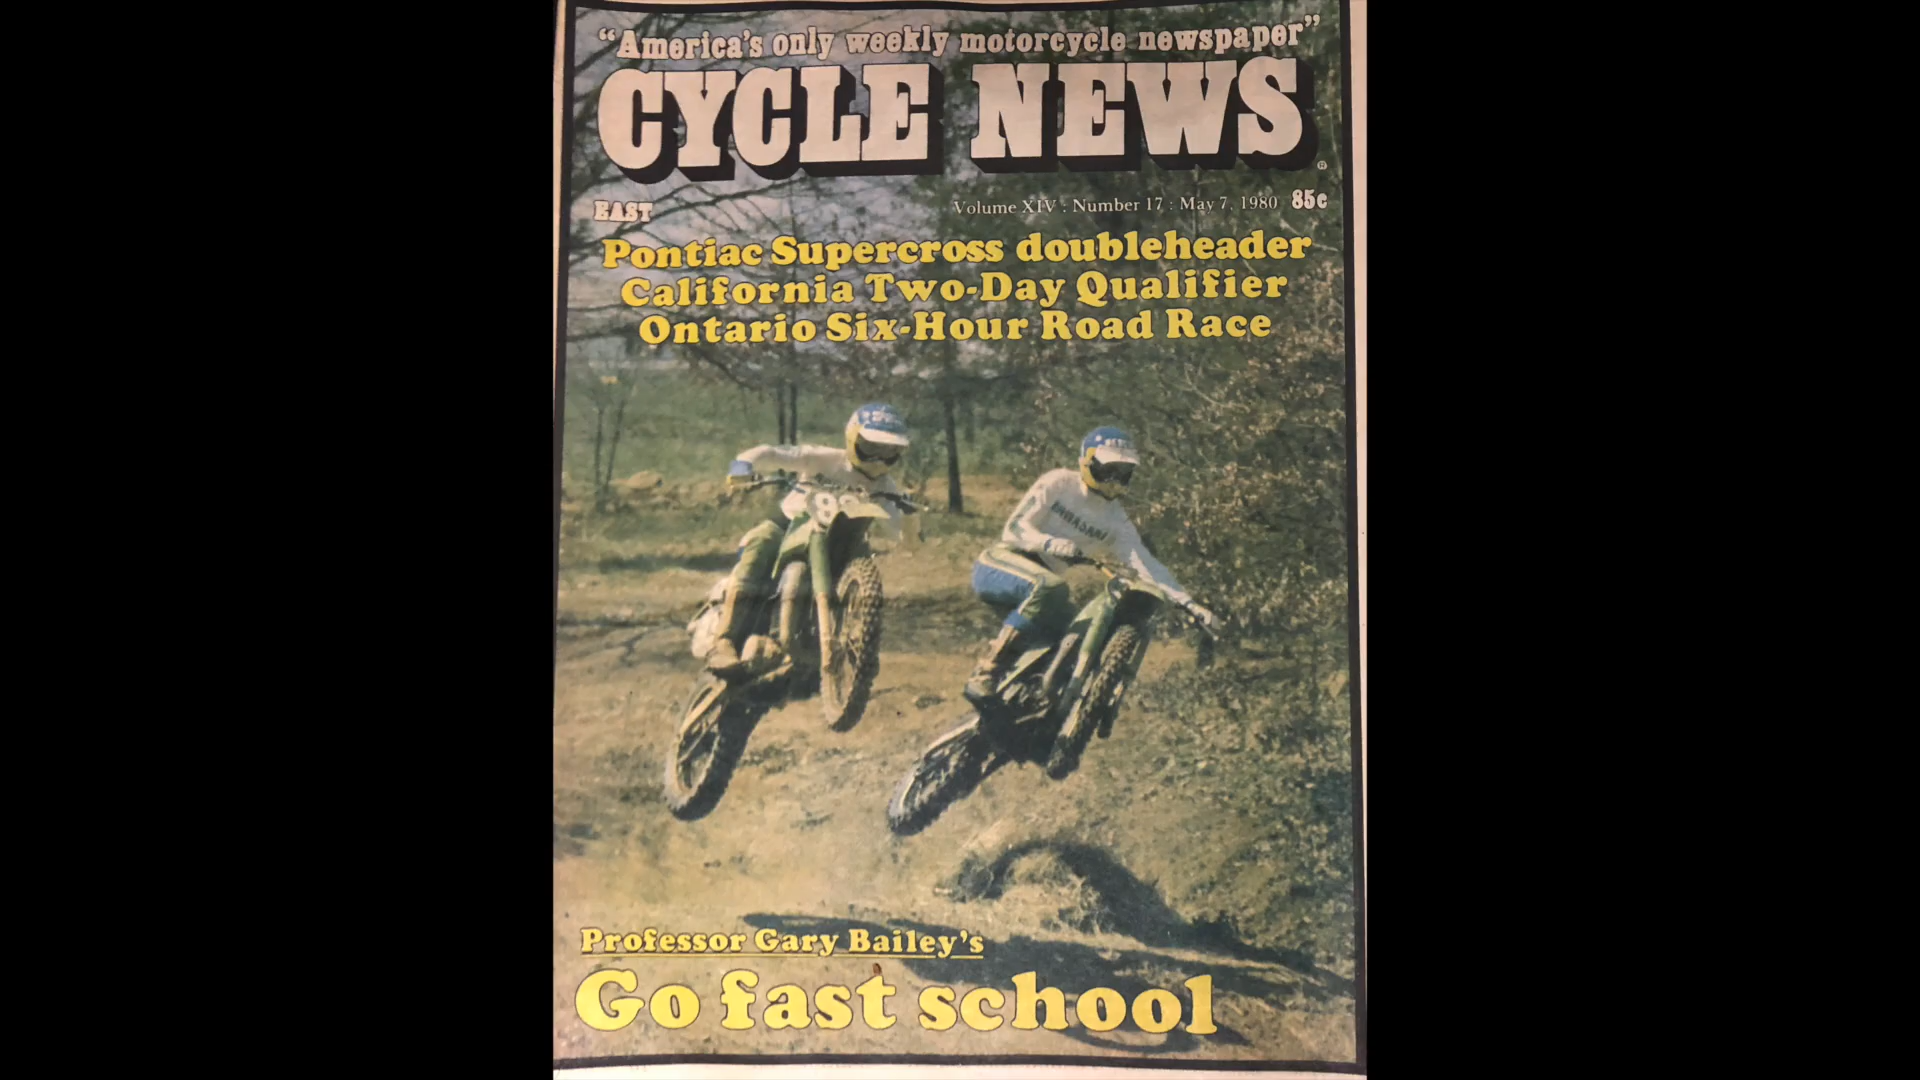 “America’s only weekly motorcycle newspaper”
CYCLE NEWS
®
EAST
Volume XIV : Number 17 : May 7, 1980 85¢
Pontiac Supercross doubleheader
California Two-Day Qualifier
Ontario Six-Hour Road Race
KAWASAKI
Professor Gary Bailey’s
Go fast school